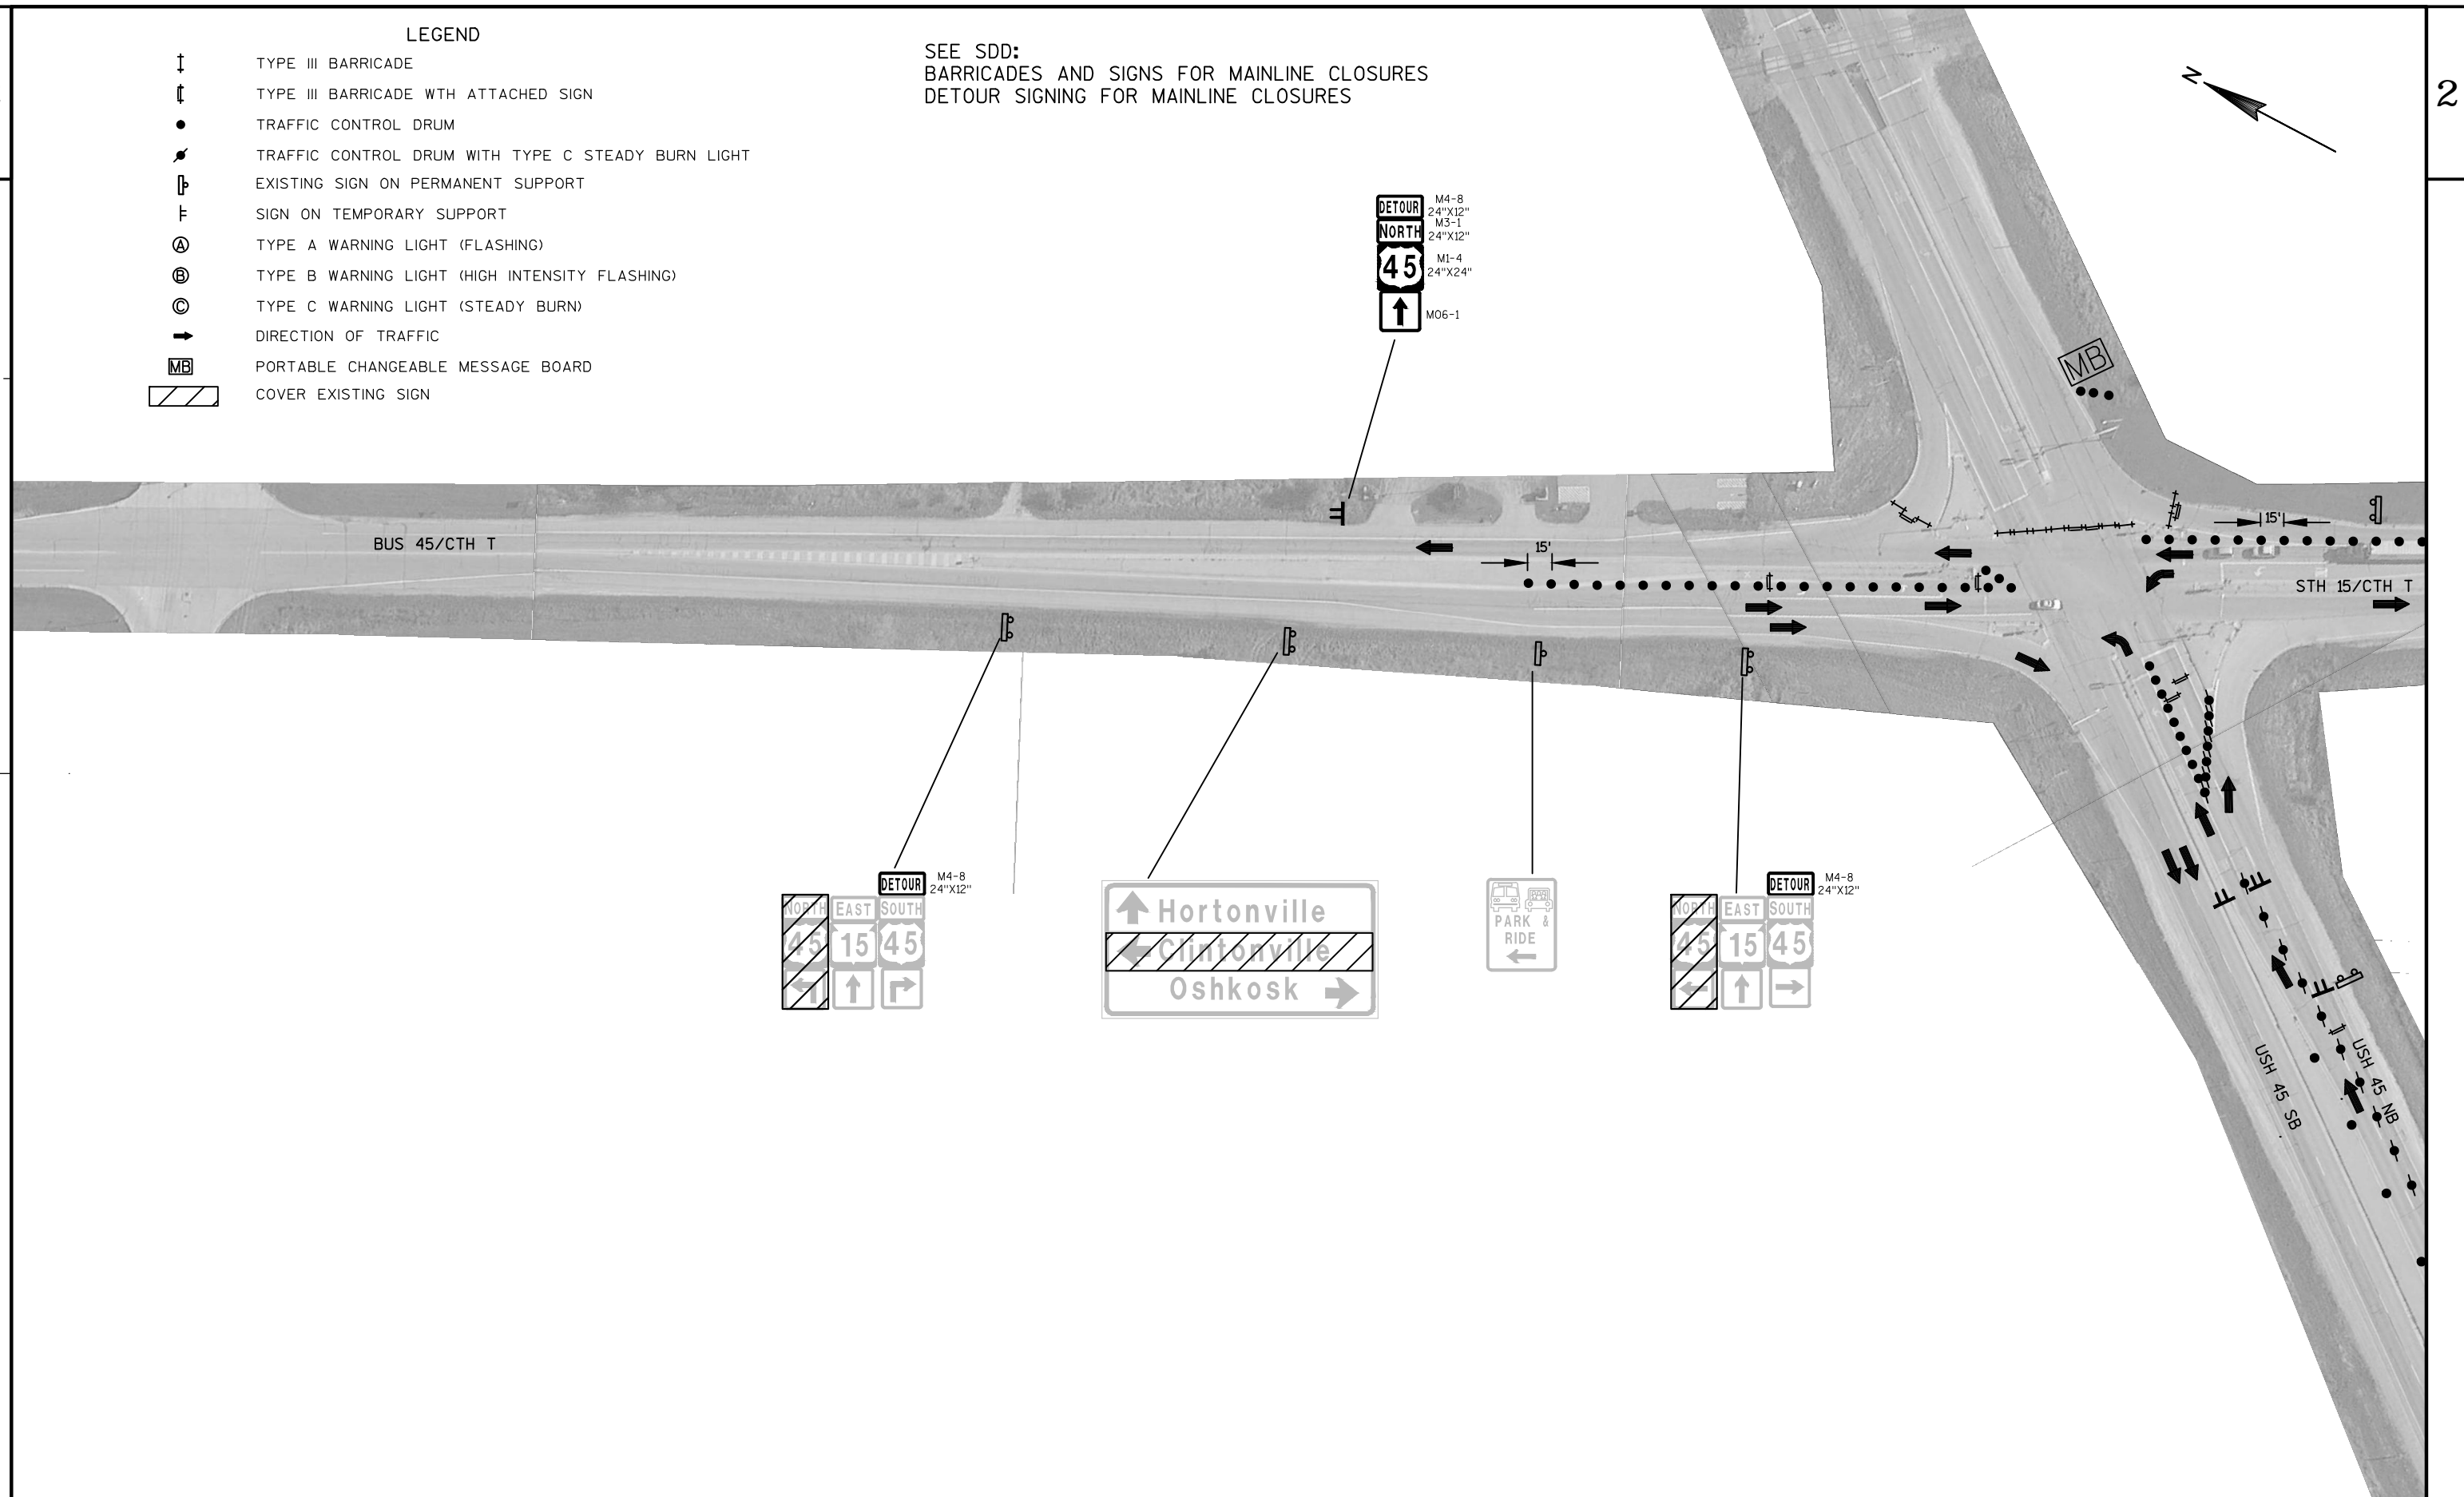 LEGEND
TYPE III BARRICADE
TYPE III BARRICADE WTH ATTACHED SIGN
TRAFFIC CONTROL DRUM
TRAFFIC CONTROL DRUM WITH TYPE C STEADY BURN LIGHT
EXISTING SIGN ON PERMANENT SUPPORT
SIGN ON TEMPORARY SUPPORT
A TYPE A WARNING LIGHT (FLASHING)
B TYPE B WARNING LIGHT (HIGH INTENSITY FLASHING)
C TYPE C WARNING LIGHT (STEADY BURN)
DIRECTION OF TRAFFIC
MB PORTABLE CHANGEABLE MESSAGE BOARD
COVER EXISTING SIGN
SEE SDD:
BARRICADES AND SIGNS FOR MAINLINE CLOSURES
DETOUR SIGNING FOR MAINLINE CLOSURES
N
2
DETOUR
M4-8
24"X12"
NORTH
M3-1
24"X12"
45
M1-4
24"X24"
M06-1
MB
BUS 45/CTH T
15'
15'
STH 15/CTH T
DETOUR
M4-8
24"X12"
NORTH EAST SOUTH
45 15 45
Hortonville
Clintonville
Oshkosk
PARK &
RIDE
DETOUR
M4-8
24"X12"
NORTH EAST SOUTH
45 15 45
USH 45 SB
USH 45 NB